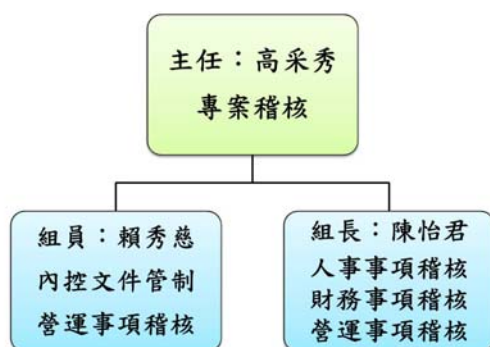 主任：高采秀
專案稽核
組員：賴秀慈
內控文件管制
營運事項稽核
組長：陳怡君
人事事項稽核
財務事項稽核
營運事項稽核